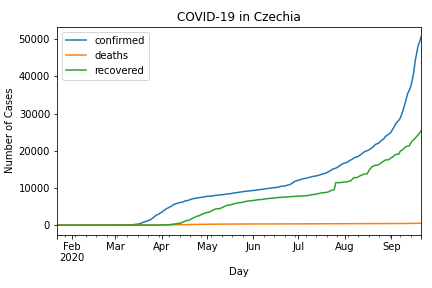 COVID-19 in Czechia
confirmed
deaths
recovered
50000
40000
30000
20000
10000
0
Number of Cases
Feb Mar Apr May Jun Jul Aug Sep
2020
Day